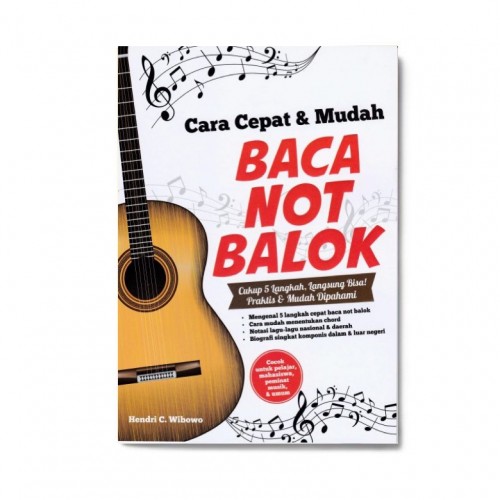 Cara Cepat & Mudah
BACA
NOT
BALOK
Cukup 5 Langkah, Langsung Bisa!
Praktis & Mudah Dipahami
• Mengenal 5 langkah cepat baca not balok
• Cara mudah menentukan chord
• Notasi lagu-lagu nasional & daerah
• Biografi singkat komponis dalam & luar negeri
Cocok
untuk pelajar,
mahasiswa,
peminat
musik,
& umum
Hendri C. Wibowo